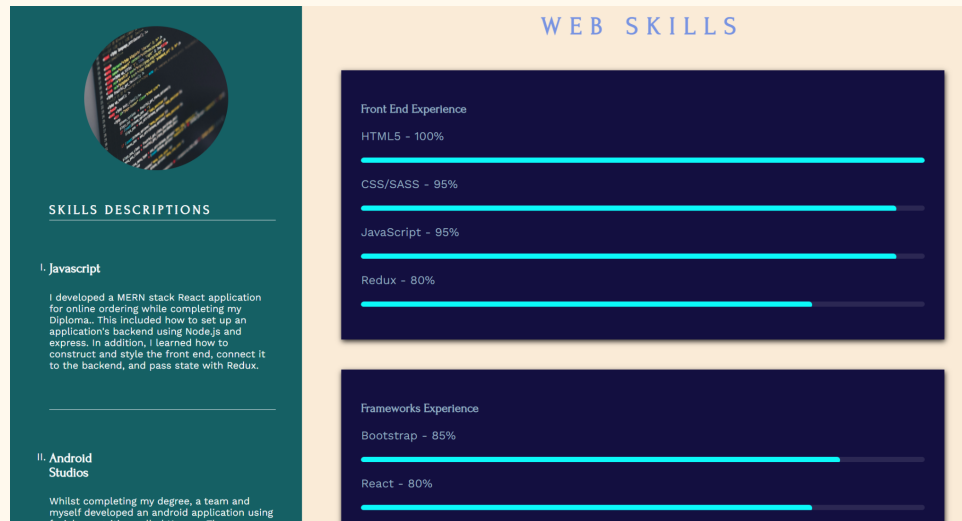 SKILLS DESCRIPTIONS
I. Javascript
I developed a MERN stack React application
for online ordering while completing my
Diploma.. This included how to set up an
application's backend using Node.js and
express. In addition, I learned how to
construct and style the front end, connect it
to the backend, and pass state with Redux.
II. Android
Studios
Whilst completing my degree, a team and
myself developed an android application using
WEB SKILLS
Front End Experience
HTML5 - 100%
CSS/SASS - 95%
JavaScript - 95%
Redux - 80%
Frameworks Experience
Bootstrap - 85%
React - 80%